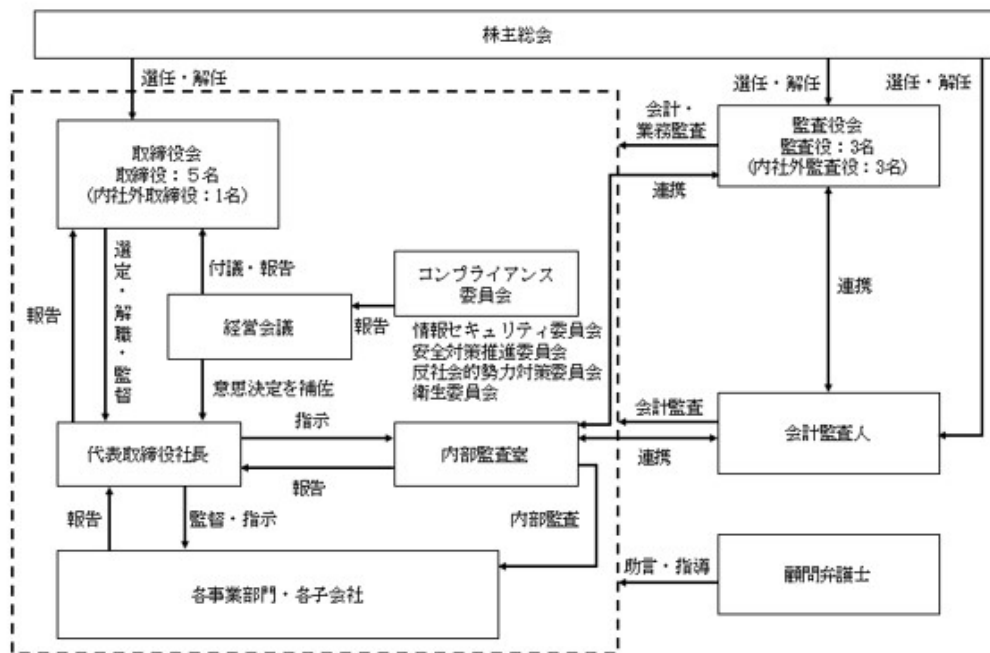 株主総会
選任・解任
選任・解任
選任・解任
会計・
業務監査
監査役会
監査役：3名
(内社外監査役：3名)
取締役会
取締役：５名
(内社外取締役：1名)
連携
選定・解職・監督
付議・報告
コンプライアンス
委員会
報告
経営会議
報告
連携
情報セキュリティ委員会
安全対策推進委員会
反社会的勢力対策委員会
衛生委員会
意思決定を補佐
指示
会計監査
代表取締役社長
内部監査室
会計監査人
連携
報告
報告
監督・指示
内部監査
助言・指導
顧問弁護士
各事業部門・各子会社